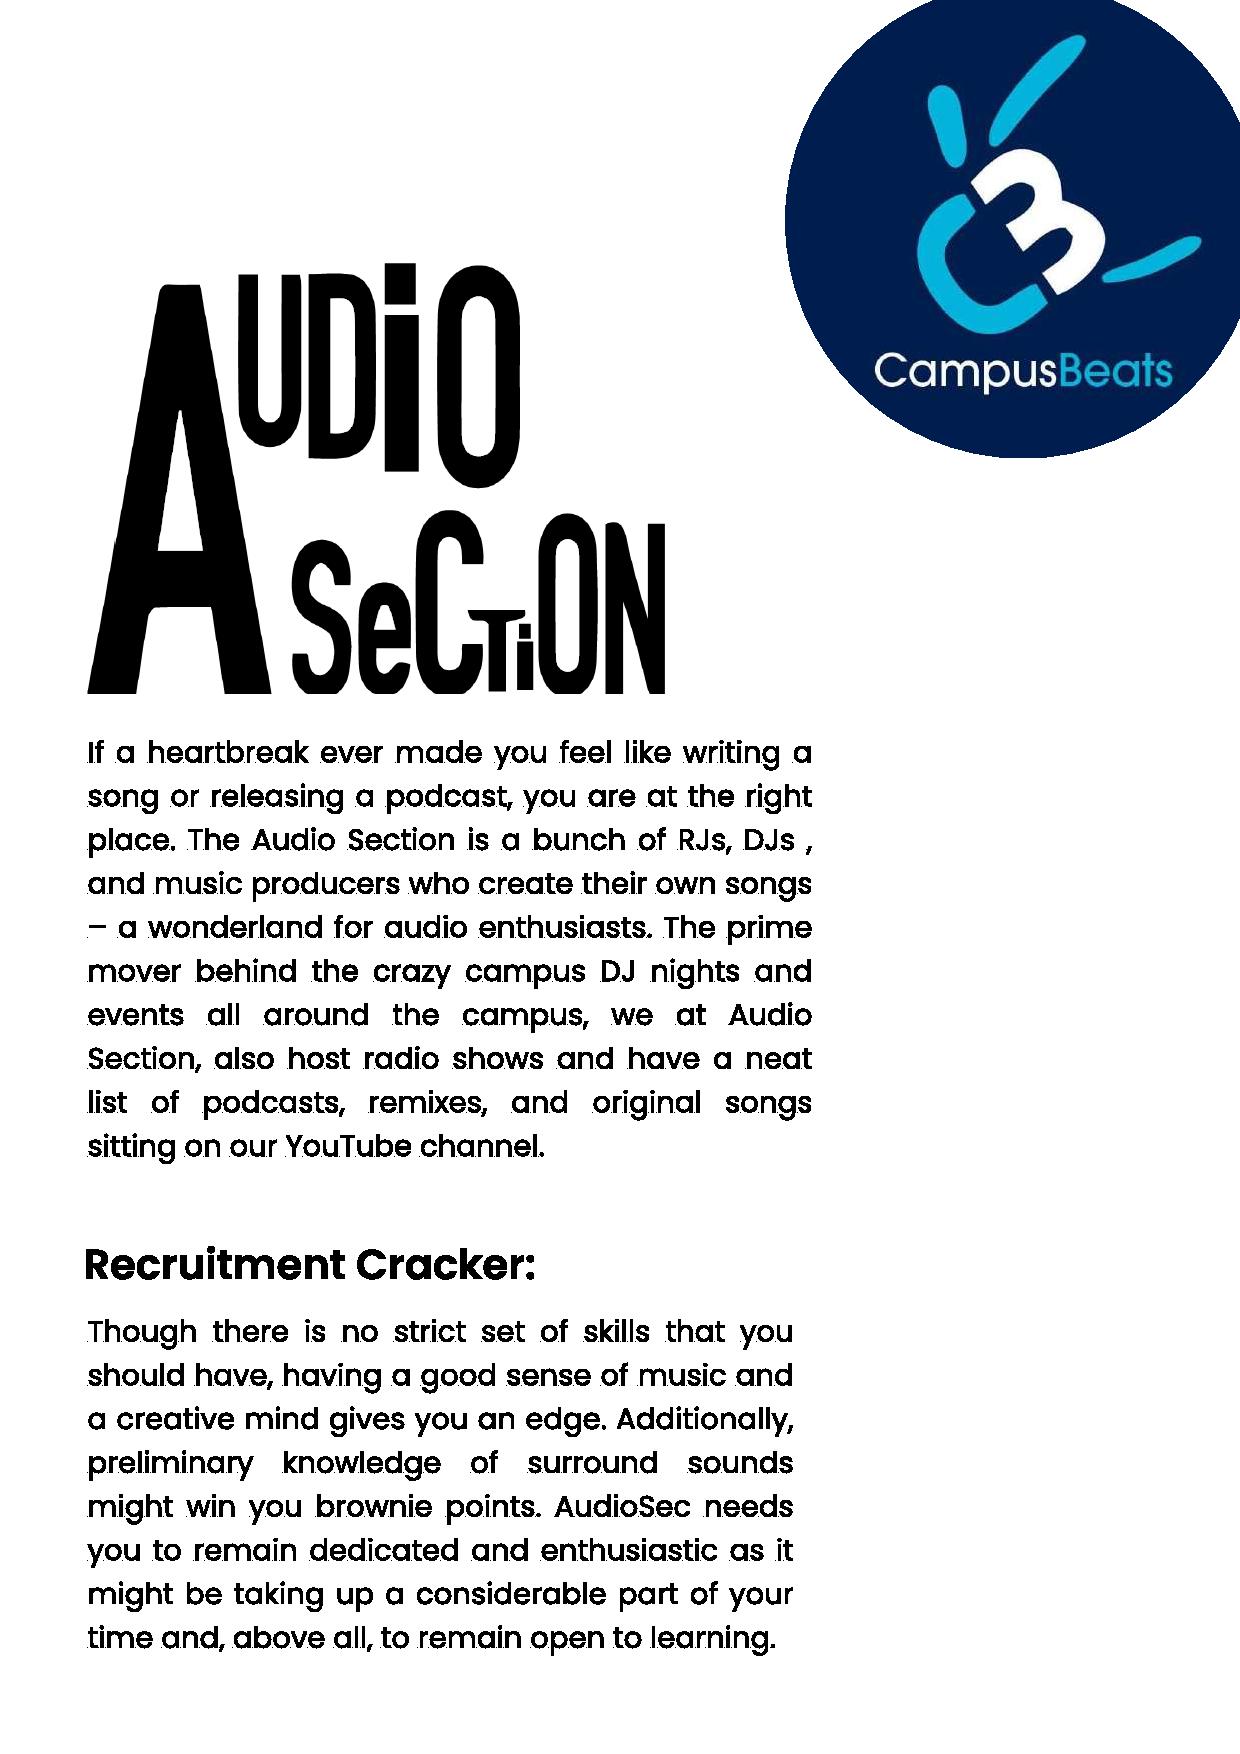 C3
CampusBeats
AUDiO
SeCTiON
If a heartbreak ever made you feel like writing a
song or releasing a podcast, you are at the right
place. The Audio Section is a bunch of RJs, DJs ,
and music producers who create their own songs
– a wonderland for audio enthusiasts. The prime
mover behind the crazy campus DJ nights and
events all around the campus, we at Audio
Section, also host radio shows and have a neat
list of podcasts, remixes, and original songs
sitting on our YouTube channel.
Recruitment Cracker:
Though there is no strict set of skills that you
should have, having a good sense of music and
a creative mind gives you an edge. Additionally,
preliminary knowledge of surround sounds
might win you brownie points. AudioSec needs
you to remain dedicated and enthusiastic as it
might be taking up a considerable part of your
time and, above all, to remain open to learning.